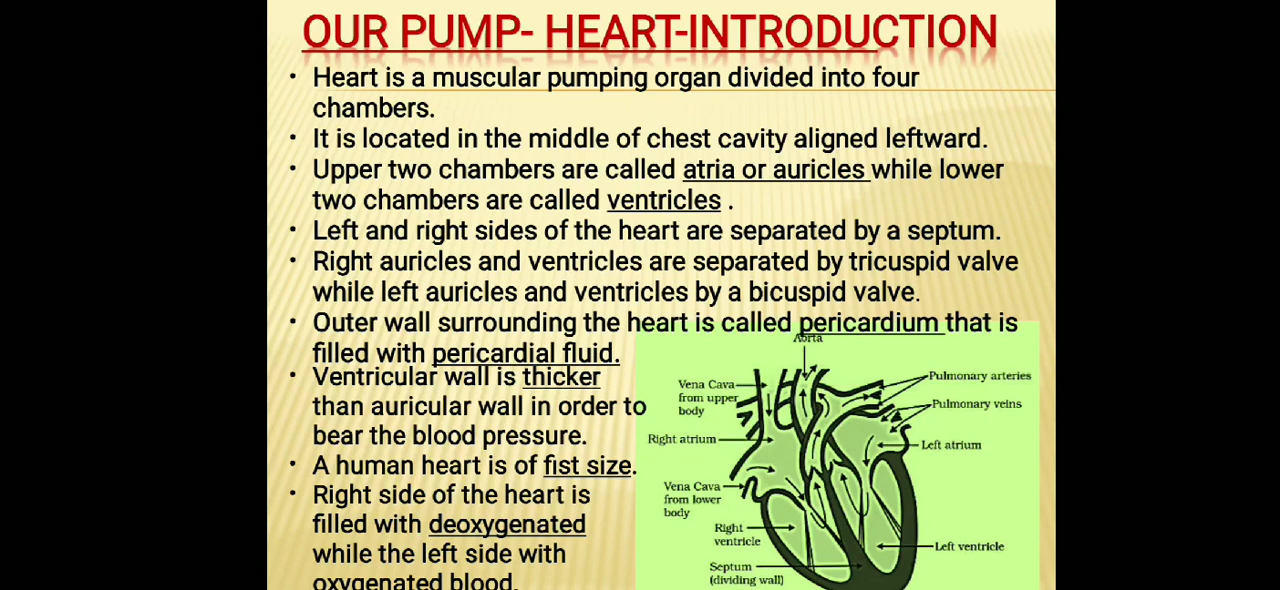 OUR PUMP- HEART-INTRODUCTION
• Heart is a muscular pumping organ divided into four
chambers.
• It is located in the middle of chest cavity aligned leftward.
• Upper two chambers are called atria or auricles while lower
two chambers are called ventricles .
• Left and right sides of the heart are separated by a septum.
• Right auricles and ventricles are separated by tricuspid valve
while left auricles and ventricles by a bicuspid valve.
• Outer wall surrounding the heart is called pericardium that is
filled with pericardial fluid.
• Ventricular wall is thicker
than auricular wall in order to
bear the blood pressure.
• A human heart is of fist size.
• Right side of the heart is
filled with deoxygenated
while the left side with
oxygenated blood.
Aorta
Vena Cava
from upper
body
Pulmonary arteries
Pulmonary veins
Right atrium
Left atrium
Vena Cava
from lower
body
Right
ventricle
Left ventricle
Septum
(dividing wall)